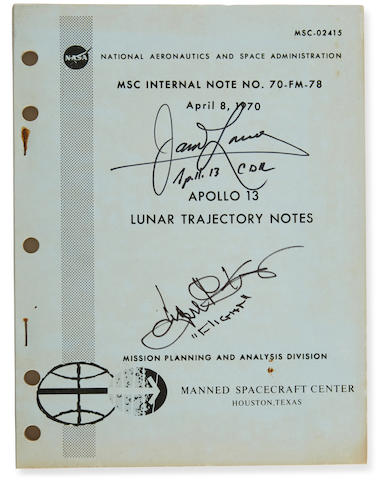 MSC-02415
NASA
NATIONAL AERONAUTICS AND SPACE ADMINISTRATION
MSC INTERNAL NOTE NO. 70-FM-78
April 8, 1970
Apollo 13 CDR
APOLLO 13
LUNAR TRAJECTORY NOTES
"FLIGHT"
MISSION PLANNING AND ANALYSIS DIVISION
MANNED SPACECRAFT CENTER
HOUSTON, TEXAS